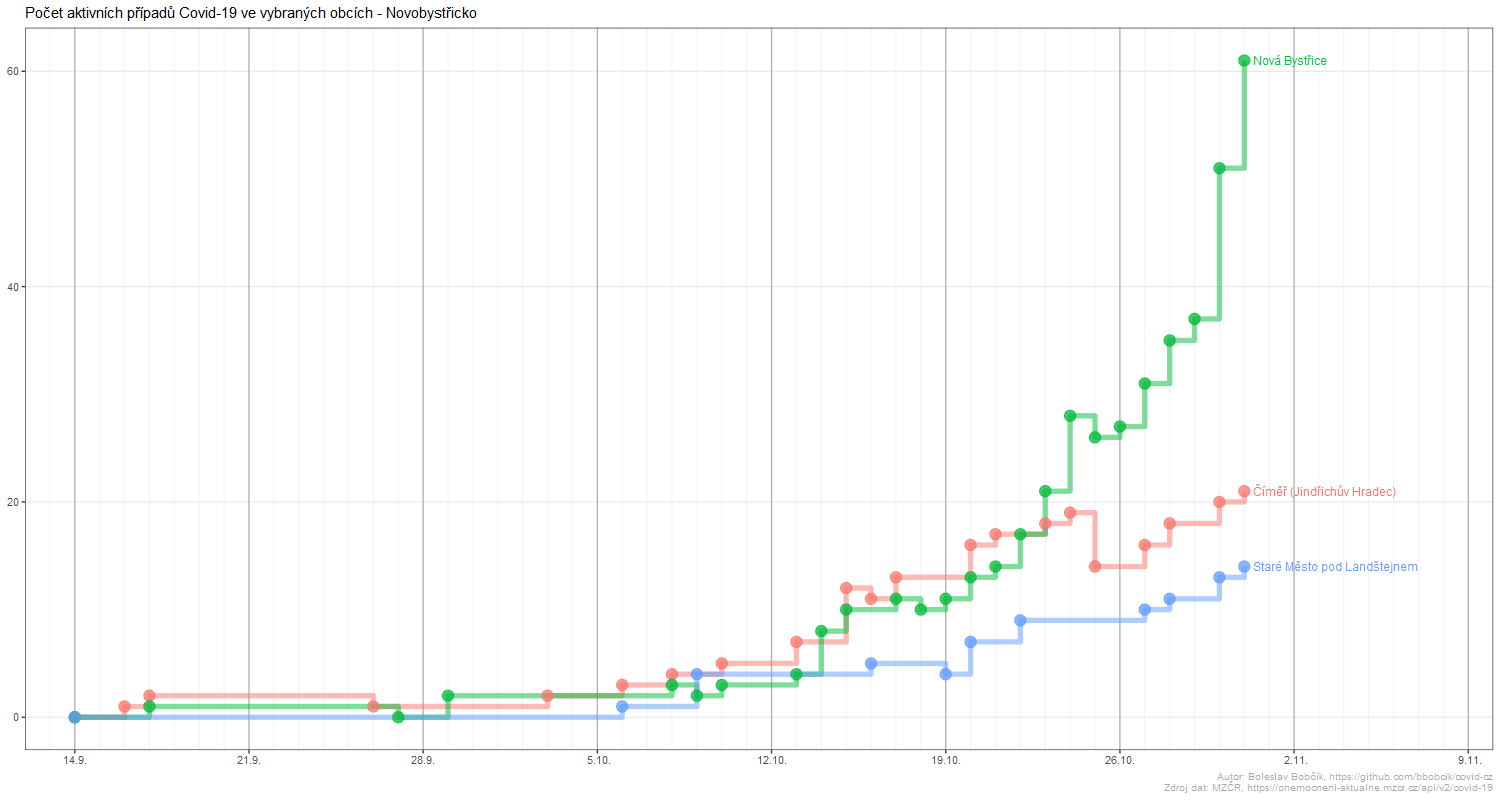 Počet aktivních případů Covid-19 ve vybraných obcích - Novobystřicko
60
Nová Bystřice
40
20
Číměř (Jindřichův Hradec)
Staré Město pod Landštejnem
0
14.9. 21.9. 28.9. 5.10. 12.10. 19.10. 26.10. 2.11. 9.11.
Autor: Boleslav Bobčík, https://github.com/bbobcik/covid-cz
Zdroj dat: MZČR, https://onemocneni-aktualne.mzcr.cz/api/v2/covid-19